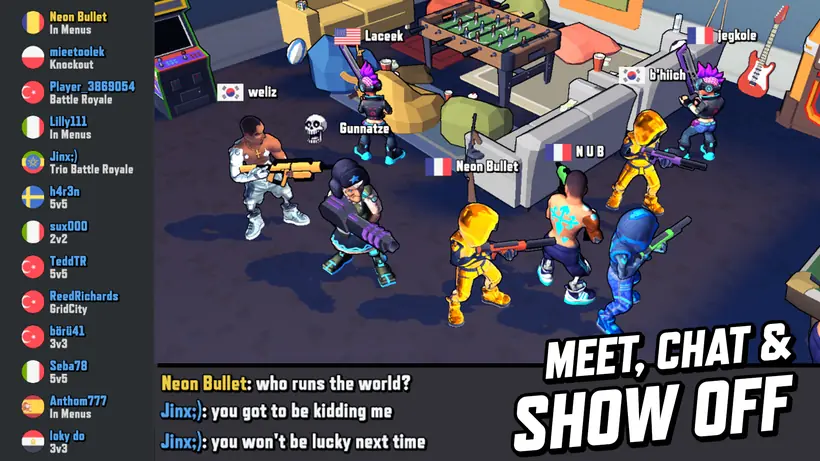 Neon Bullet
In Menus
mieetoolek
Knockout
Player_3869054
Battle Royale
Lilly111
In Menus
Jinx;)
Trio Battle Royale
h4r3n
5v5
sux000
2v2
TeddTR
5v5
ReedRichards
GridCity
börü41
3v3
Seba78
5v5
Anthom777
In Menus
loky do
3v3
Laceek
jegkole
weliz
b'hiich
Gunnatze
Neon Bullet
N U B
Neon Bullet: who runs the world?
Jinx;): you got to be kidding me
Jinx;): you won't be lucky next time
MEET, CHAT &
SHOW OFF